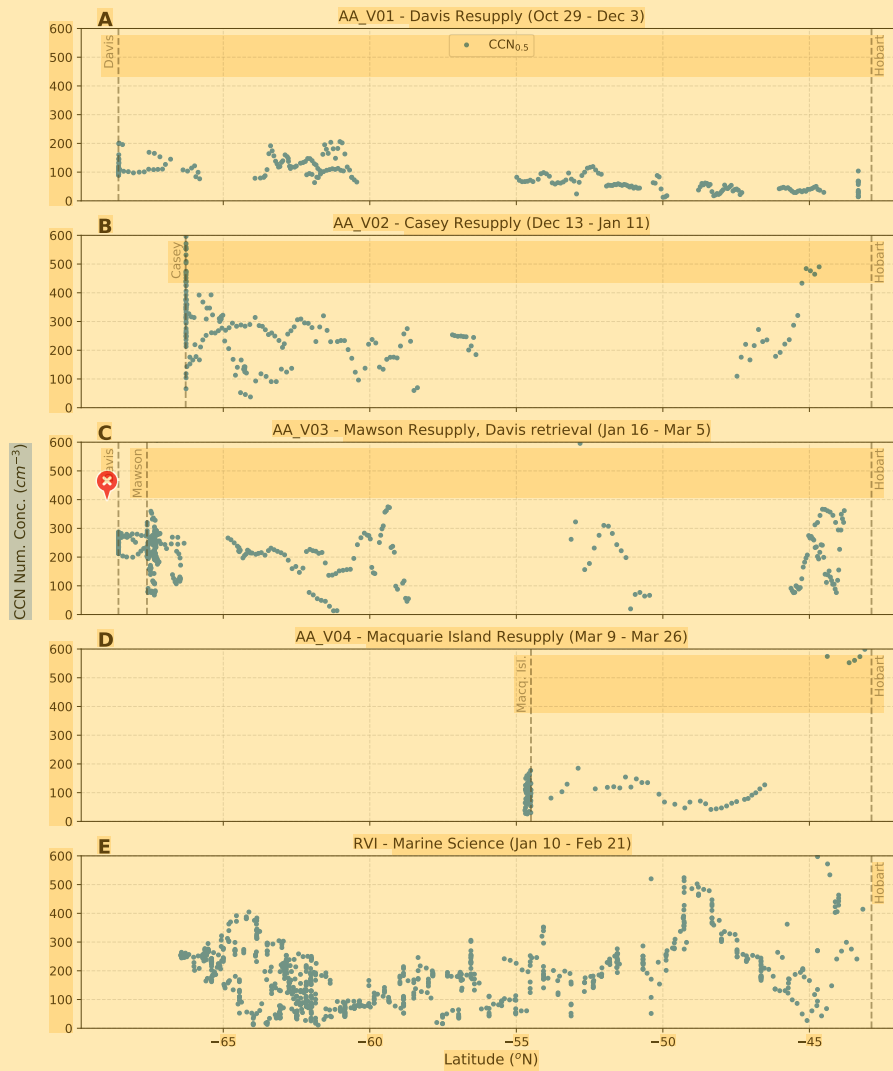 A
AA_V01 - Davis Resupply (Oct 29 - Dec 3)
600
500
400
300
200
100
0
Davis
CCN0.5
Hobart
B
AA_V02 - Casey Resupply (Dec 13 - Jan 11)
600
500
400
300
200
100
0
Casey
Hobart
C
AA_V03 - Mawson Resupply, Davis retrieval (Jan 16 - Mar 5)
600
500
400
300
200
100
0
Mawson
Hobart
CCN Num. Conc. (cm⁻³)
D
AA_V04 - Macquarie Island Resupply (Mar 9 - Mar 26)
600
500
400
300
200
100
0
Macq. Isl.
Hobart
E
RVI - Marine Science (Jan 10 - Feb 21)
600
500
400
300
200
100
0
Hobart
−65 −60 −55 −50 −45
Latitude (°N)